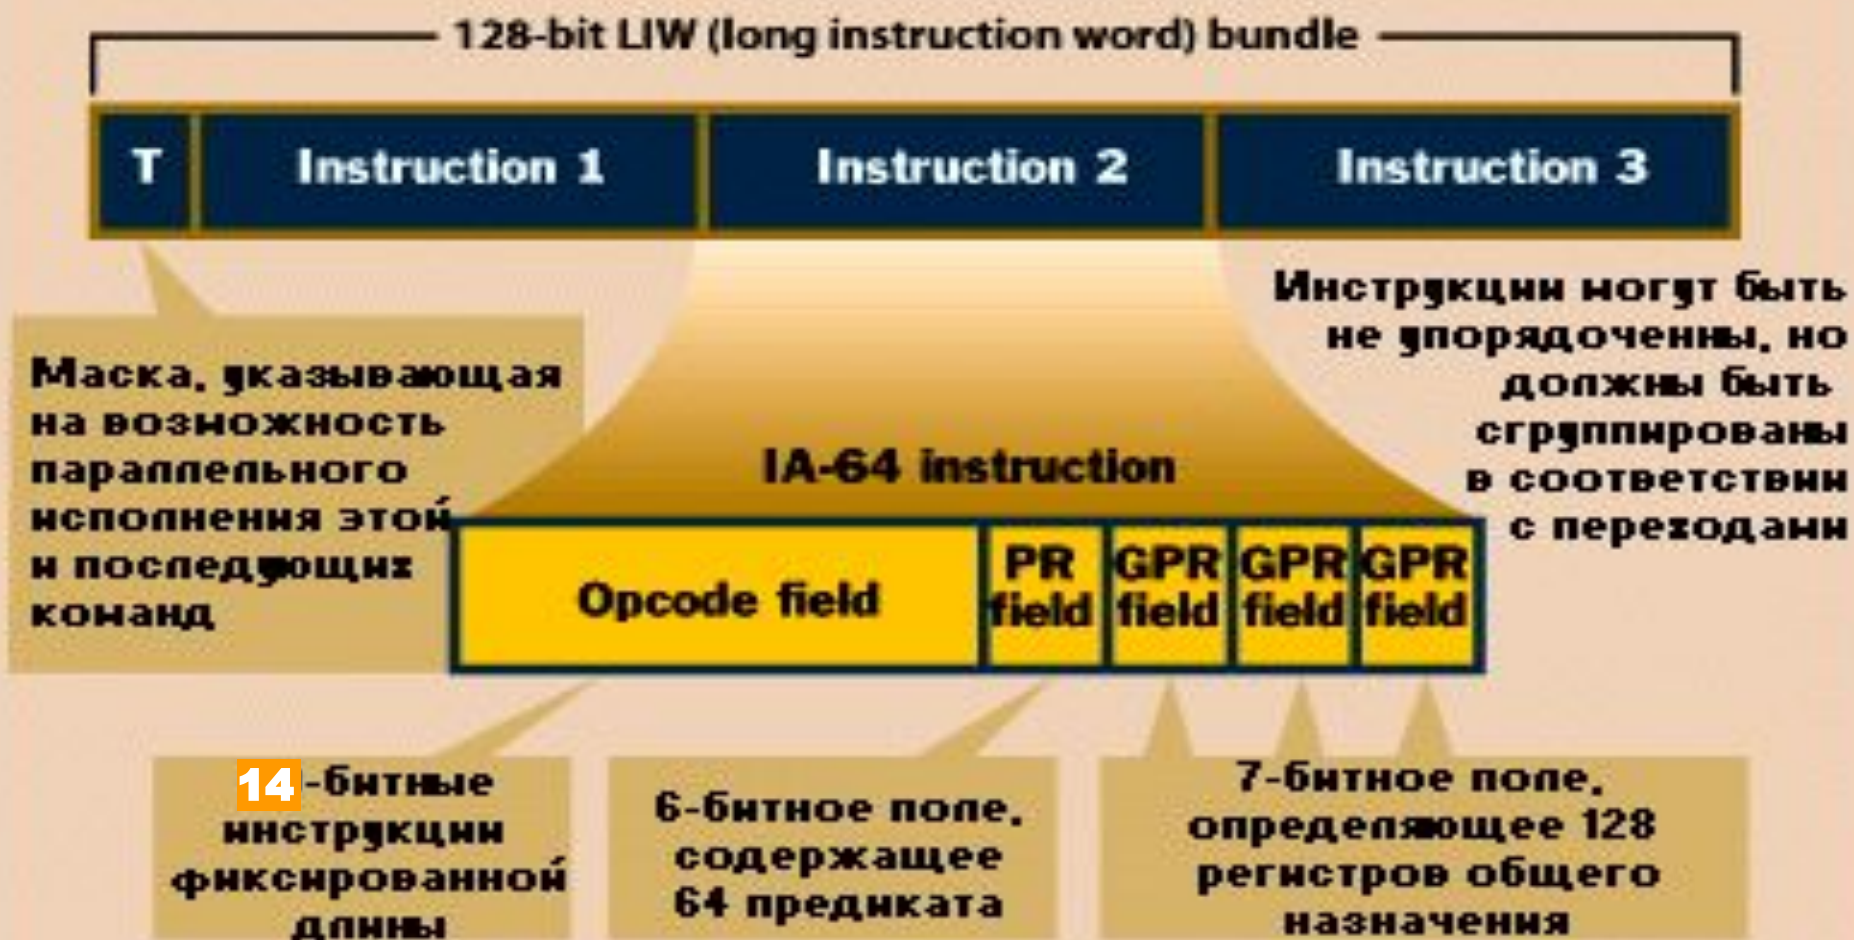 128-bit LIW (long instruction word) bundle
T
Instruction 1
Instruction 2
Instruction 3
Инструкции могут быть
не упорядоченны, но
должны быть
сгруппированы
в соответствии
с переходами
Маска, указывающая
на возможность
параллельного
исполнения этой
и последующих
команд
IA-64 instruction
Opcode field
PR
field
GPR
field
GPR
field
GPR
field
14-битные
инструкции
фиксированной
длины
6-битное поле,
содержащее
64 предиката
7-битное поле,
определяющее 128
регистров общего
назначения